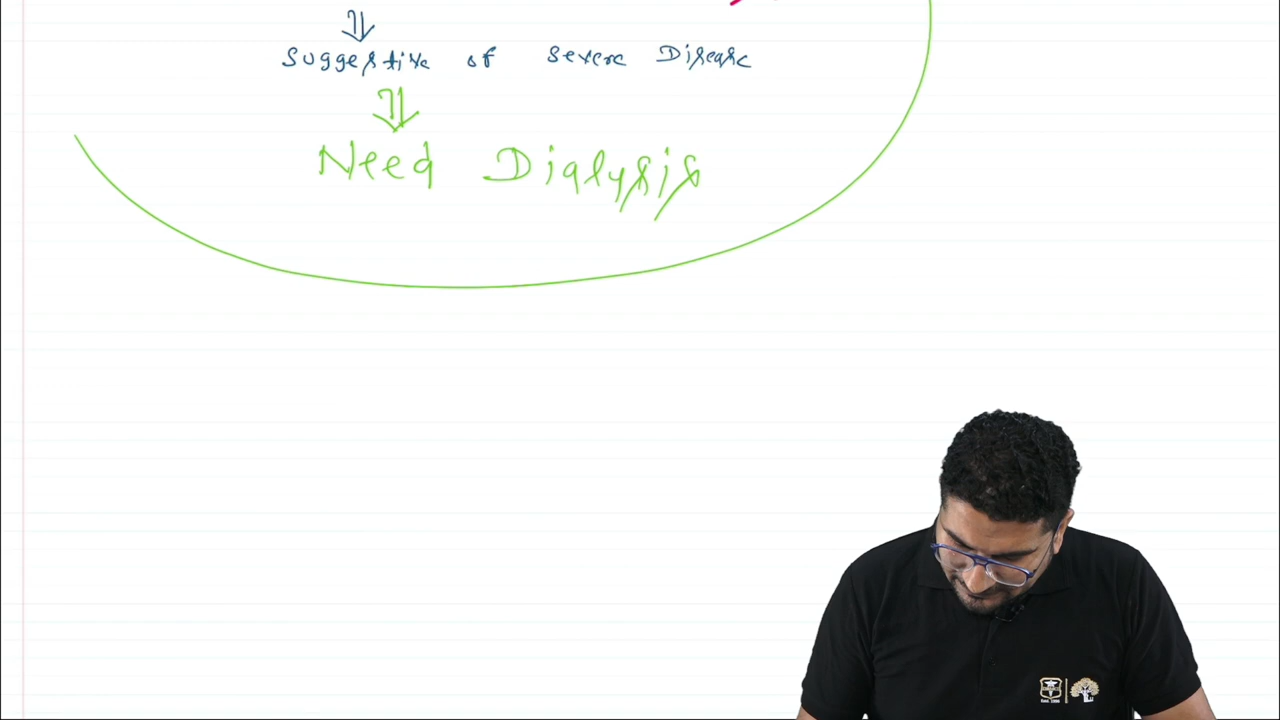 ⇓
Suggestive of severe Disease
⇓
Need Dialysis